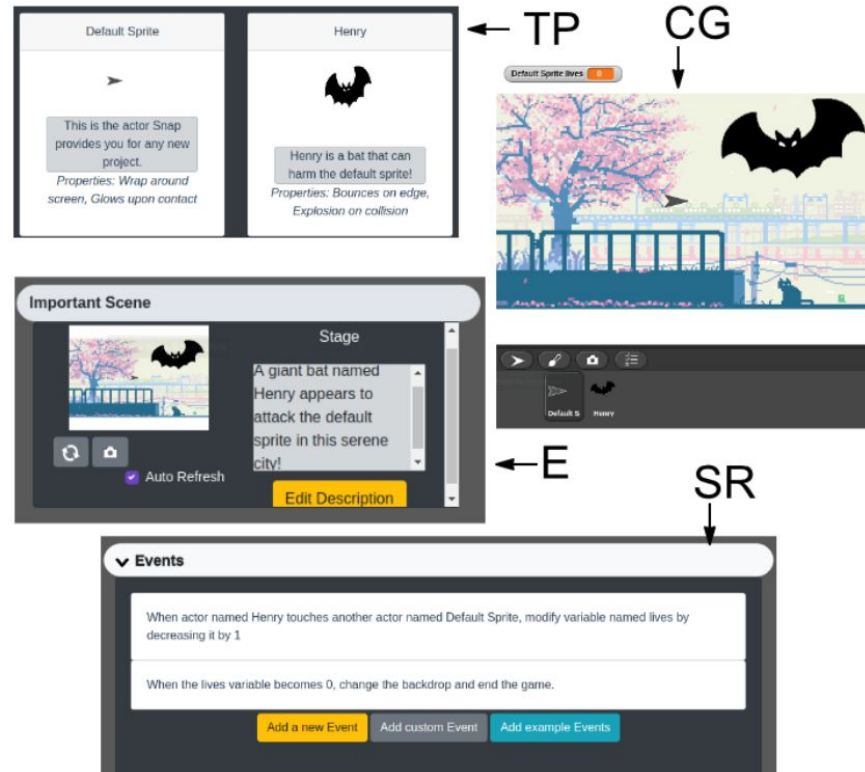 Default Sprite
This is the actor Snap
provides you for any new
project.
Properties: Wrap around
screen, Glows upon contact
Henry
Henry is a bat that can
harm the default sprite!
Properties: Bounces on edge,
Explosion on collision
TP
CG
Default Sprite lives 0
Default S
Henry
Important Scene
Stage
A giant bat named
Henry appears to
attack the default
sprite in this serene
city!
Auto Refresh
Edit Description
E
SR
Events
When actor named Henry touches another actor named Default Sprite, modify variable named lives by
decreasing it by 1
When the lives variable becomes 0, change the backdrop and end the game.
Add a new Event
Add custom Event
Add example Events